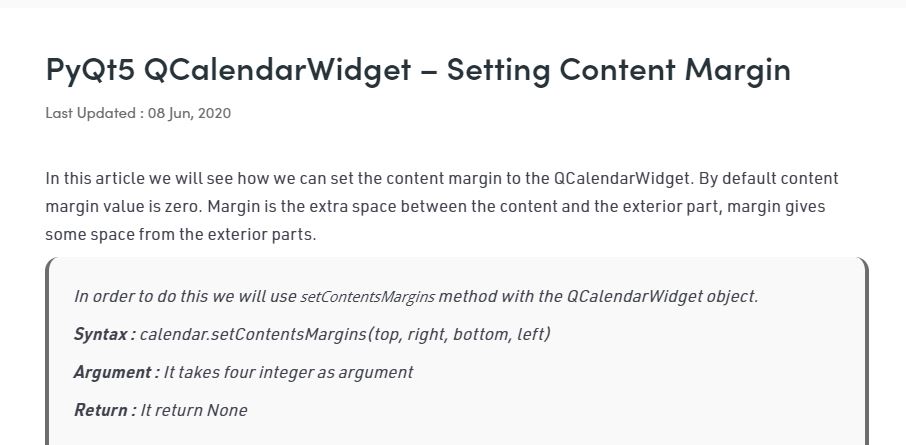 PyQt5 QCalendarWidget – Setting Content Margin
Last Updated : 08 Jun, 2020
In this article we will see how we can set the content margin to the QCalendarWidget. By default content
margin value is zero. Margin is the extra space between the content and the exterior part, margin gives
some space from the exterior parts.
In order to do this we will use setContentsMargins method with the QCalendarWidget object.
Syntax : calendar.setContentsMargins(top, right, bottom, left)
Argument : It takes four integer as argument
Return : It return None